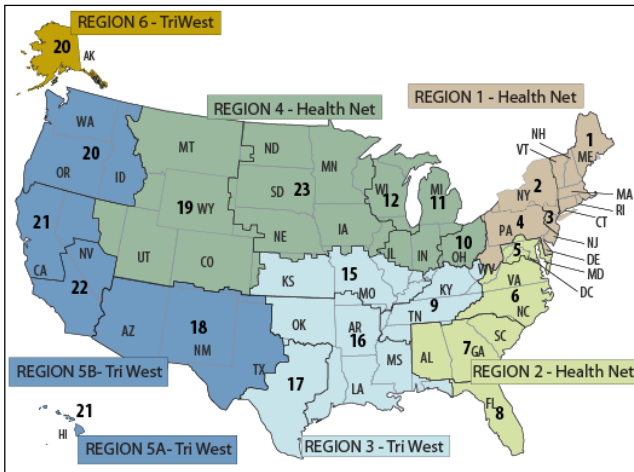 REGION 6 - TriWest
20
AK
REGION 4 - Health Net
REGION 1 - Health Net
NH
VT
1
ME
WA
OR
20
ID
MT
ND
MN
SD
23
WI
12
MI
11
NY
2
MA
RI
CT
19 WY
NE
IA
PA
4
3
NJ
DE
MD
DC
21
CA
NV
22
UT
CO
IL
IN
10
OH
5
WV
VA
6
NC
KS
15
MO
KY
9
TN
AZ
18
NM
TX
OK
AR
16
MS
LA
17
AL
7 GA
SC
FL
8
REGION 2 - Health Net
REGION 5B- Tri West
21
HI
REGION 5A- Tri West
REGION 3 - Tri West